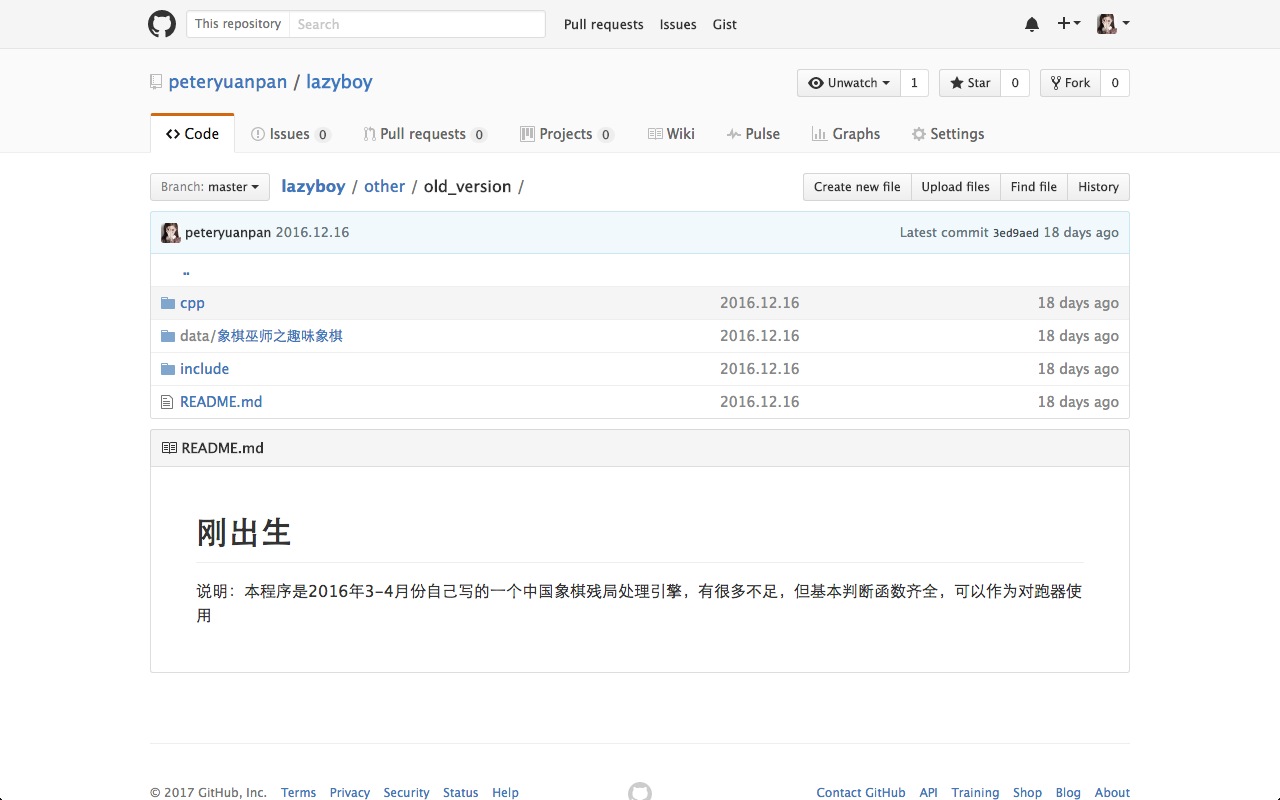 This repository Search Pull requests Issues Gist
peteryuanpan / lazyboy Unwatch 1 Star 0 Fork 0
Code Issues 0 Pull requests 0 Projects 0 Wiki Pulse Graphs Settings
Branch: master lazyboy / other / old_version / Create new file Upload files Find file History
peteryuanpan 2016.12.16 Latest commit 3ed9aed 18 days ago
..
cpp 2016.12.16 18 days ago
data/象棋巫师之趣味象棋 2016.12.16 18 days ago
include 2016.12.16 18 days ago
README.md 2016.12.16 18 days ago
README.md
刚出生
说明：本程序是2016年3-4月份自己写的一个中国象棋残局处理引擎，有很多不足，但基本判断函数齐全，可以作为对跑器使
用
© 2017 GitHub, Inc. Terms Privacy Security Status Help Contact GitHub API Training Shop Blog About